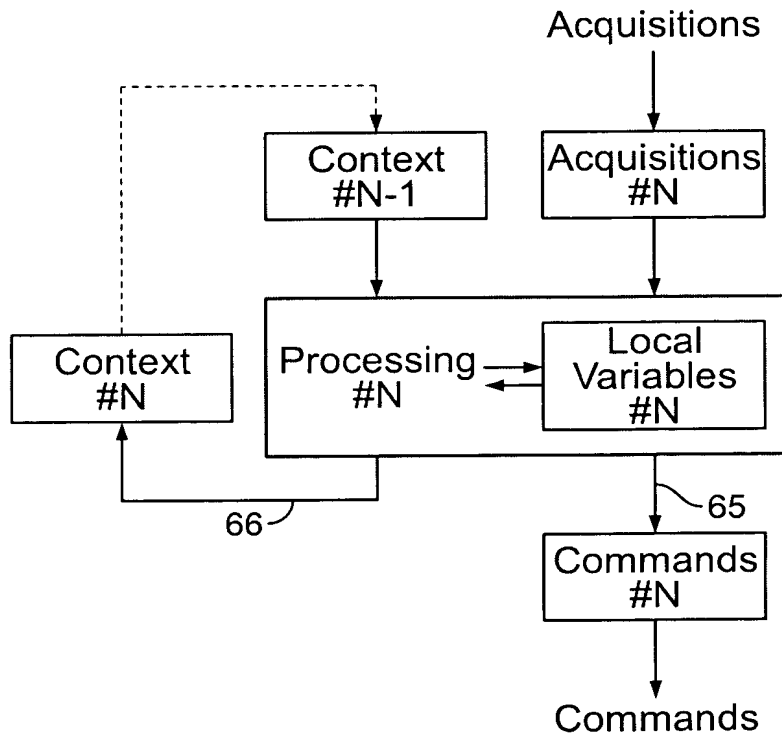 Acquisitions
Context
#N-1
Acquisitions
#N
Context
#N
Processing
#N
Local
Variables
#N
66
65
Commands
#N
Commands